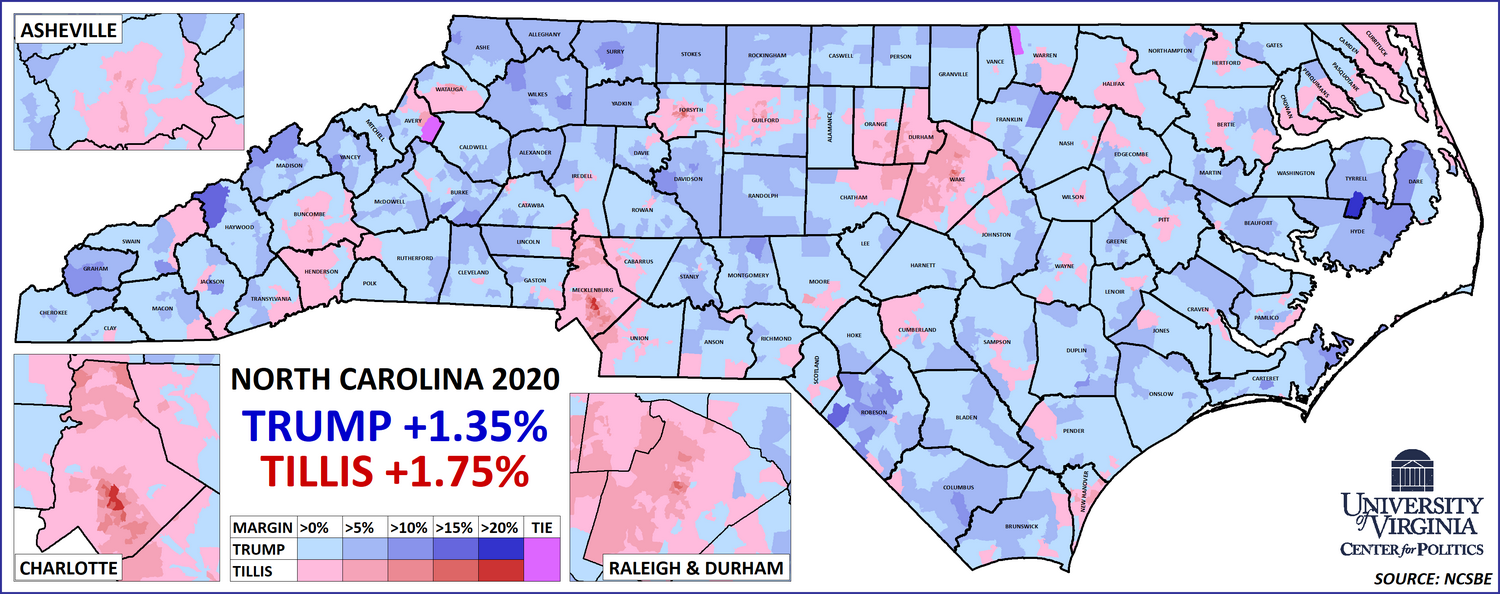 ASHEVILLE
ASHE
ALLEGHANY
SURRY
STOKES
ROCKINGHAM
CASWELL
PERSON
GRANVILLE
VANCE
WARREN
NORTHAMPTON
HERTFORD
GATES
CAMDEN
CURRITUCK
PASQUOTANK
PERQUIMANS
CHOWAN
HALIFAX
WATAUGA
WILKES
YADKIN
FORSYTH
GUILFORD
ALAMANCE
ORANGE
DURHAM
FRANKLIN
NASH
EDGECOMBE
BERTIE
MITCHELL
AVERY
CALDWELL
ALEXANDER
DAVIE
IREDELL
MADISON
YANCEY
BURKE
McDOWELL
CATAWBA
ROWAN
DAVIDSON
RANDOLPH
CHATHAM
WAKE
WILSON
PITT
MARTIN
WASHINGTON
TYRRELL
DARE
BEAUFORT
HYDE
SWAIN
HAYWOOD
BUNCOMBE
GRAHAM
JACKSON
HENDERSON
RUTHERFORD
LINCOLN
CLEVELAND
GASTON
POLK
TRANSYLVANIA
MACON
CLAY
CHEROKEE
MECKLENBURG
CABARRUS
STANLY
MONTGOMERY
MOORE
LEE
HARNETT
JOHNSTON
GREENE
WAYNE
LENOIR
CRAVEN
PAMLICO
JONES
UNION
ANSON
RICHMOND
SCOTLAND
HOKE
CUMBERLAND
SAMPSON
DUPLIN
ONSLOW
CARTERET
ROBESON
BLADEN
PENDER
COLUMBUS
BRUNSWICK
NEW HANOVER
CHARLOTTE
NORTH CAROLINA 2020
TRUMP +1.35%
TILLIS +1.75%
MARGIN >0% >5% >10% >15% >20% TIE
TRUMP
TILLIS
RALEIGH & DURHAM
UNIVERSITY
of VIRGINIA
CENTER for POLITICS
SOURCE: NCSBE